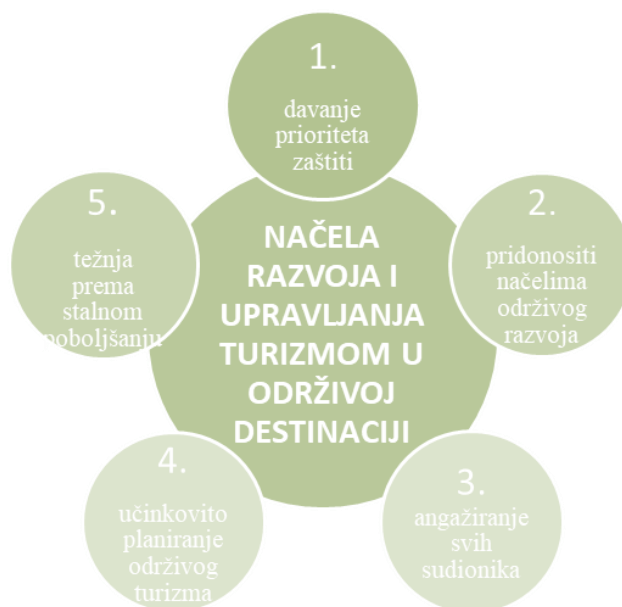 1.
davanje
prioriteta
zaštiti
2.
pridonositi
načelima
održivog
razvoja
3.
angažiranje
svih
sudionika
4.
učinkovito
planiranje
održivog
turizma
5.
težnja
prema
stalnom
poboljšanju
NAČELA
RAZVOJA I
UPRAVLJANJA
TURIZMOM U
ODRŽIVOJ
DESTINACIJI